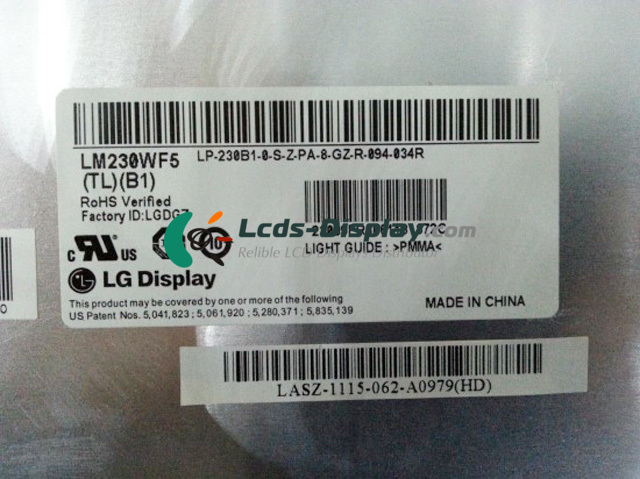 LM230WF5
LP-230B1-0-S-Z-PA-8-GZ-R-094-034R
(TL)(B1)
RoHS Verified
Factory ID:LGDGZ
Lcds-Display.com
Relible LCD Displays Distributor
LIGHT GUIDE : >PMMA<
c US
10
LG Display
This product may be covered by one or more of the following
US Patent Nos. 5,041,823 ; 5,061,920 ; 5,280,371 ; 5,835,139
MADE IN CHINA
LASZ-1115-062-A0979(HD)